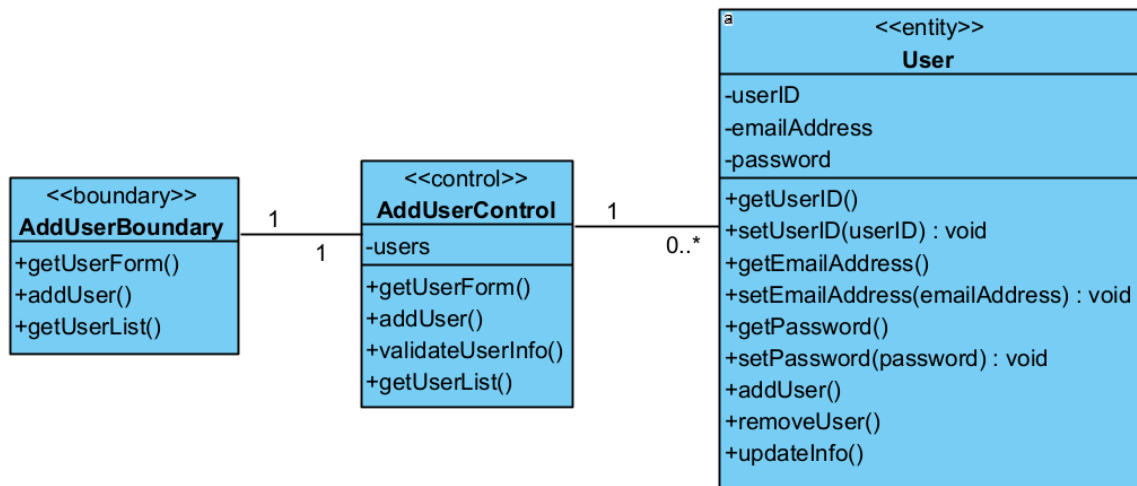 <<boundary>>
AddUserBoundary
+getUserForm()
+addUser()
+getUserList()
1
1
<<control>>
AddUserControl
-users
+getUserForm()
+addUser()
+validateUserInfo()
+getUserList()
1
0..*
a
<<entity>>
User
-userID
-emailAddress
-password
+getUserID()
+setUserID(userID) : void
+getEmailAddress()
+setEmailAddress(emailAddress) : void
+getPassword()
+setPassword(password) : void
+addUser()
+removeUser()
+updateInfo()